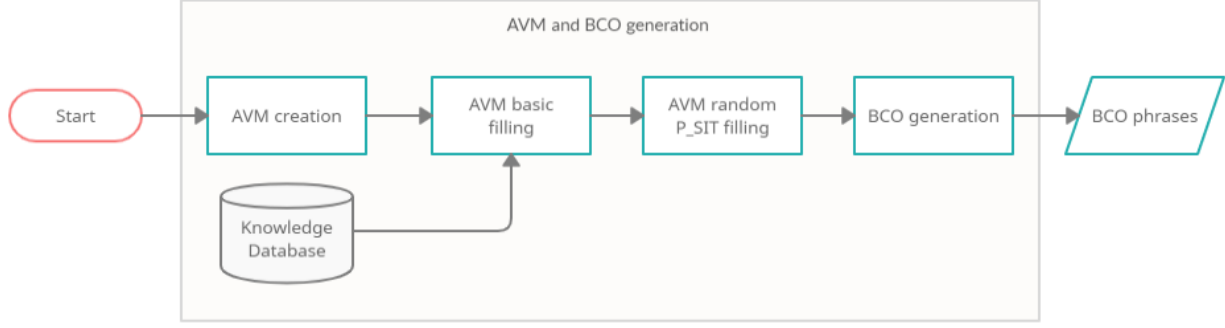 AVM and BCO generation
Start
AVM creation
AVM basic
filling
AVM random
P_SIT filling
BCO generation
BCO phrases
Knowledge
Database